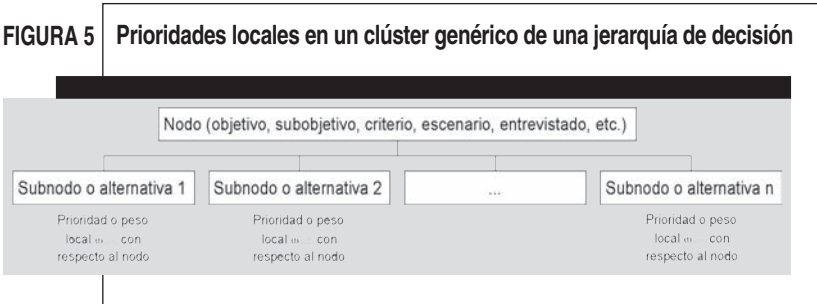 FIGURA 5
Prioridades locales en un clúster genérico de una jerarquía de decisión
Nodo (objetivo, subobjetivo, criterio, escenario, entrevistado, etc.)
Subnodo o alternativa 1
Subnodo o alternativa 2
...
Subnodo o alternativa n
Prioridad o peso
local con
respecto al nodo
Prioridad o peso
local con
respecto al nodo
Prioridad o peso
local con
respecto al nodo